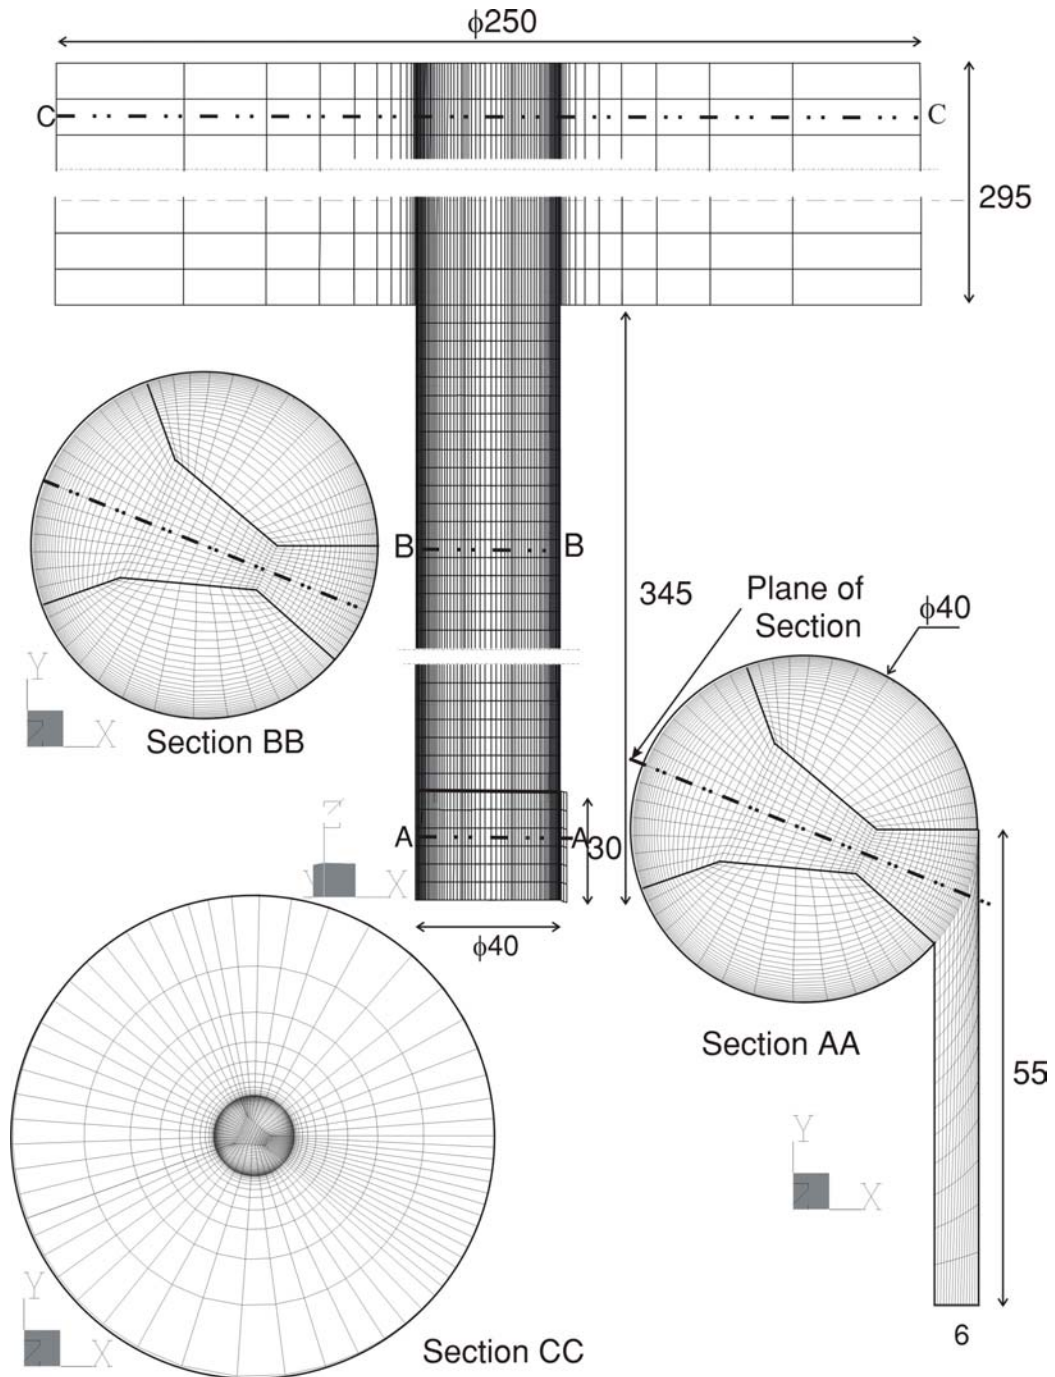 ϕ250
C
C
295
B
B
345
Plane of
Section
ϕ40
Y
Z
X
Section BB
Z
Y
X
A
A
30
ϕ40
Section AA
55
Y
Z
X
6
Y
Z
X
Section CC